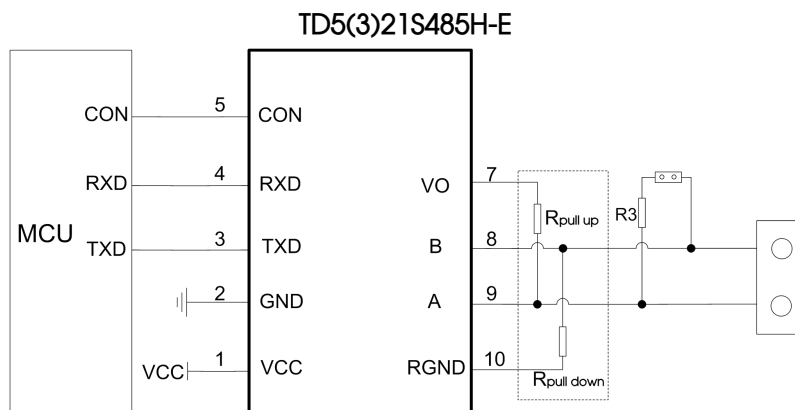 TD5(3)21S485H-E
MCU
CON
5
CON
RXD
4
RXD
TXD
3
TXD
2
GND
VCC
1
VCC
VO
7
B
8
A
9
RGND
10
Rpull up
Rpull down
R3